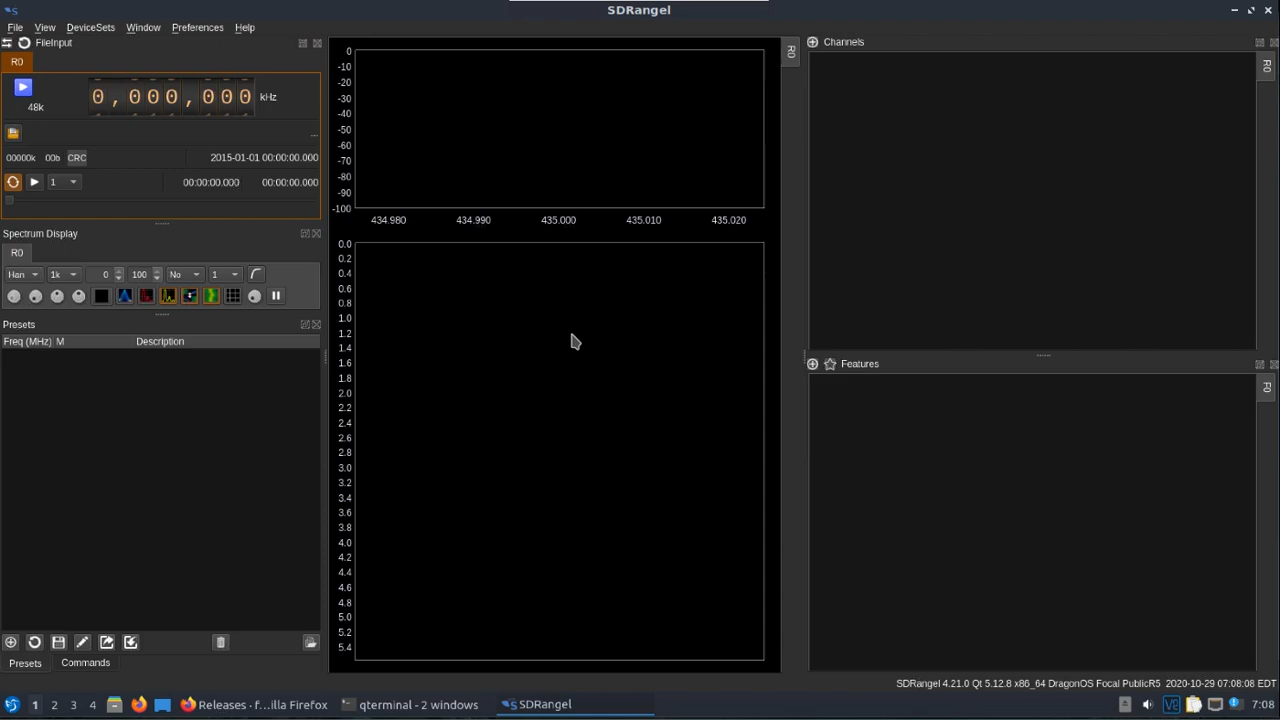 SDRangel
File View DeviceSets Window Preferences Help
FileInput
R0
48k
0,000,000 kHz
...
00000k 00b CRC 2015-01-01 00:00:00.000
1 00:00:00.000 00:00:00.000
Spectrum Display
R0
Han 1k 0 100 No 1
Presets
Freq (MHz) M Description
Presets Commands
0
-10
-20
-30
-40
-50
-60
-70
-80
-90
-100
434.980 434.990 435.000 435.010 435.020
0.0
0.2
0.4
0.6
0.8
1.0
1.2
1.4
1.6
1.8
2.0
2.2
2.4
2.6
2.8
3.0
3.2
3.4
3.6
3.8
4.0
4.2
4.4
4.6
4.8
5.0
5.2
5.4
R0
Channels
R0
Features
F0
SDRangel 4.21.0 Qt 5.12.8 x86_64 DragonOS Focal PublicR5 2020-10-29 07:08:08 EDT
1 2 3 4 Releases · f...illa Firefox qterminal - 2 windows SDRangel 7:08